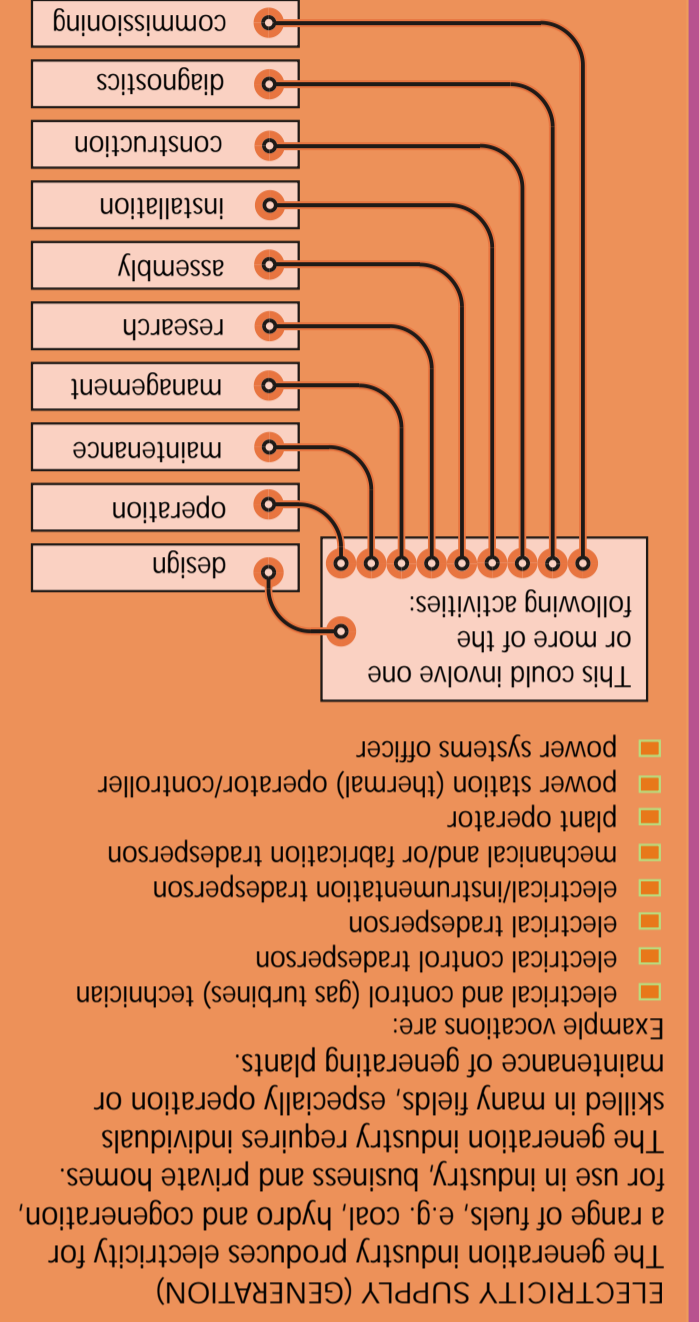 ELECTRICITY SUPPLY (GENERATION)
The generation industry produces electricity for
a range of fuels, e.g. coal, hydro and cogeneration,
for use in industry, business and private homes.
The generation industry requires individuals
skilled in many fields, especially operation or
maintenance of generating plants.
Example vocations are:
electrical and control (gas turbines) technician
electrical control tradesperson
electrical tradesperson
electrical/instrumentation tradesperson
mechanical and/or fabrication tradesperson
plant operator
power station (thermal) operator/controller
power systems officer
This could involve one
or more of the
following activities:
design
operation
maintenance
management
research
assembly
installation
construction
diagnostics
commissioning